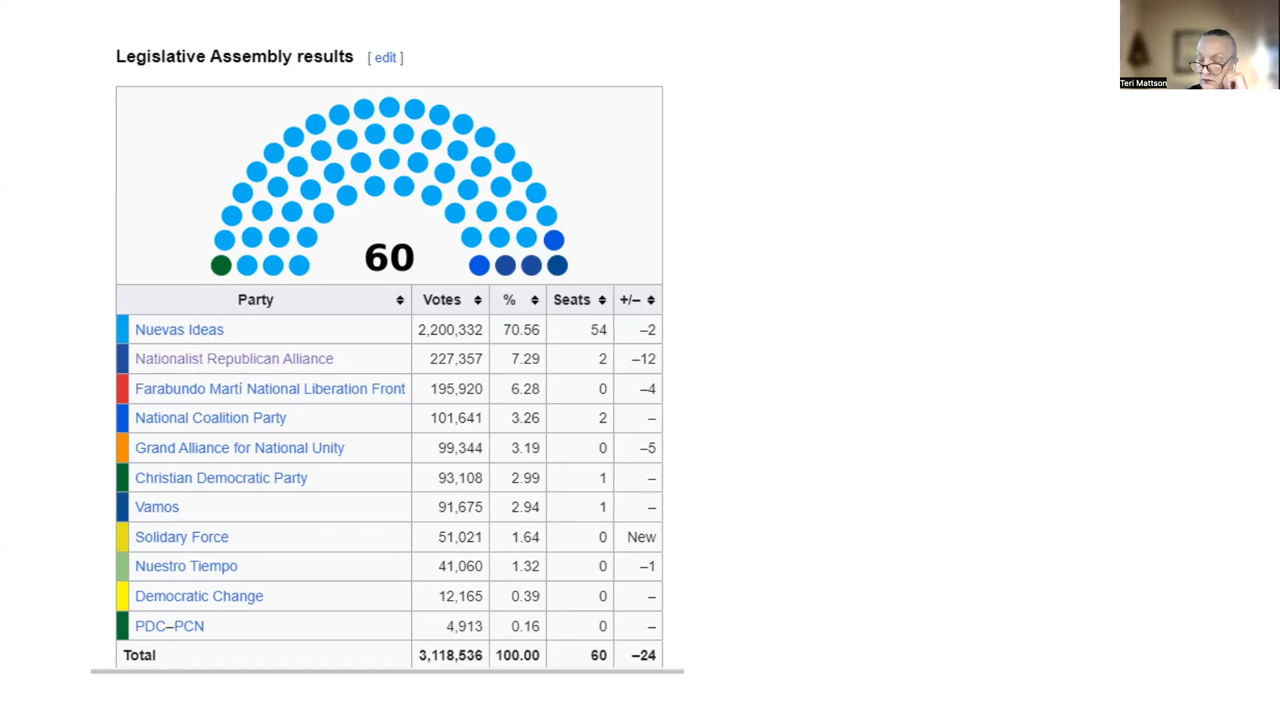 Teri Mattson
Legislative Assembly results [ edit ]
60
Party Votes % Seats +/–
Nuevas Ideas 2,200,332 70.56 54 –2
Nationalist Republican Alliance 227,357 7.29 2 –12
Farabundo Martí National Liberation Front 195,920 6.28 0 –4
National Coalition Party 101,641 3.26 2 –
Grand Alliance for National Unity 99,344 3.19 0 –5
Christian Democratic Party 93,108 2.99 1 –
Vamos 91,675 2.94 1 –
Solidary Force 51,021 1.64 0 New
Nuestro Tiempo 41,060 1.32 0 –1
Democratic Change 12,165 0.39 0 –
PDC–PCN 4,913 0.16 0 –
Total 3,118,536 100.00 60 –24